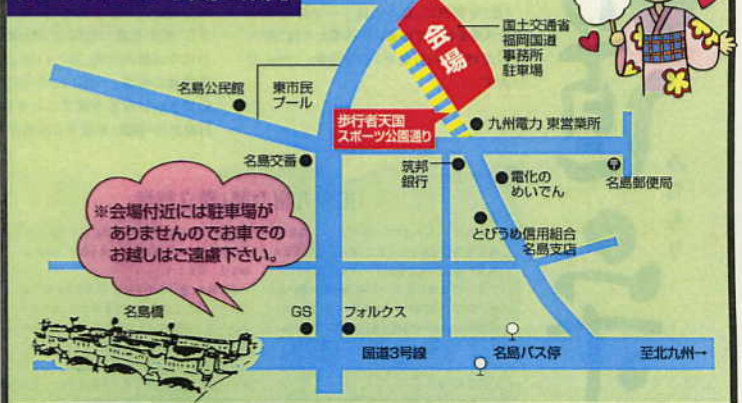 会場
国土交通省
福岡国道
事務所
駐車場
名島公民館
東市民
プール
歩行者天国
スポーツ公園通り
九州電力 東営業所
名島交番
筑邦
銀行
電化の
めいでん
〒
名島郵便局
とびうめ信用組合
名島支店
※会場付近には駐車場が
ありませんのでお車での
お越しはご遠慮下さい。
名島橋
GS
フォルクス
国道3号線
名島バス停
至北九州→